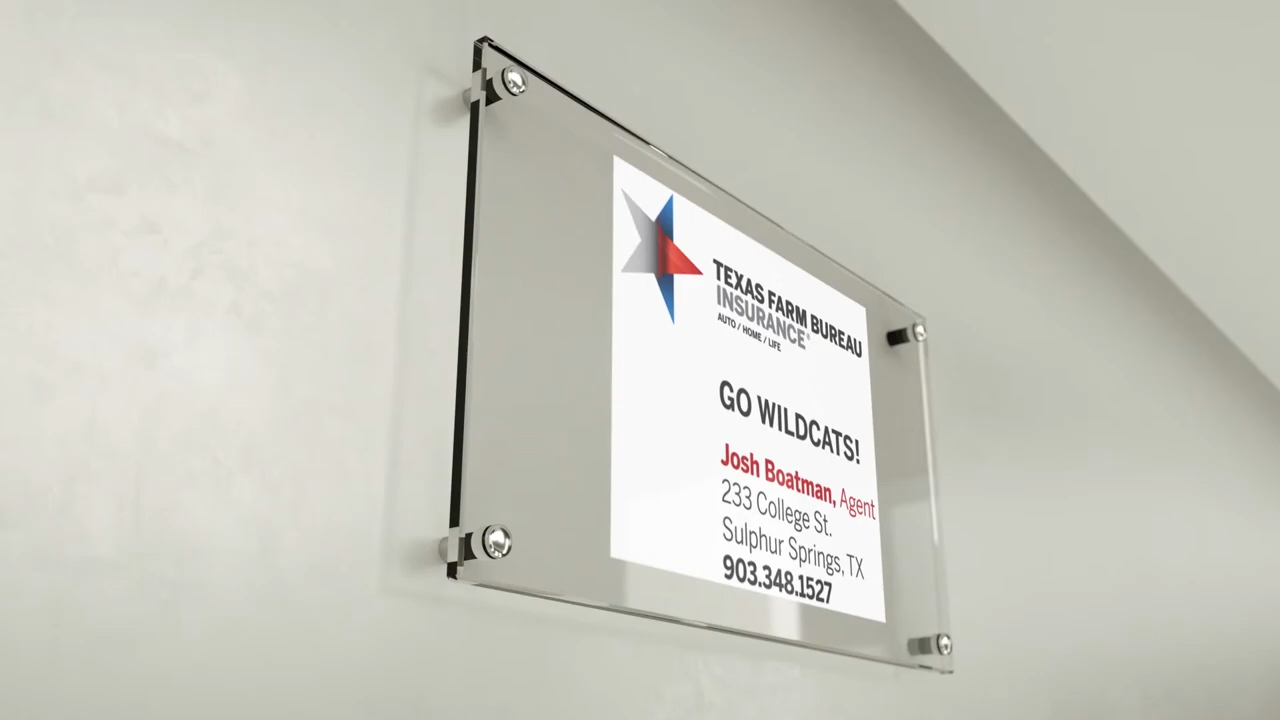 TEXAS FARM BUREAU
INSURANCE®
AUTO / HOME / LIFE
GO WILDCATS!
Josh Boatman, Agent
233 College St.
Sulphur Springs, TX
903.348.1527